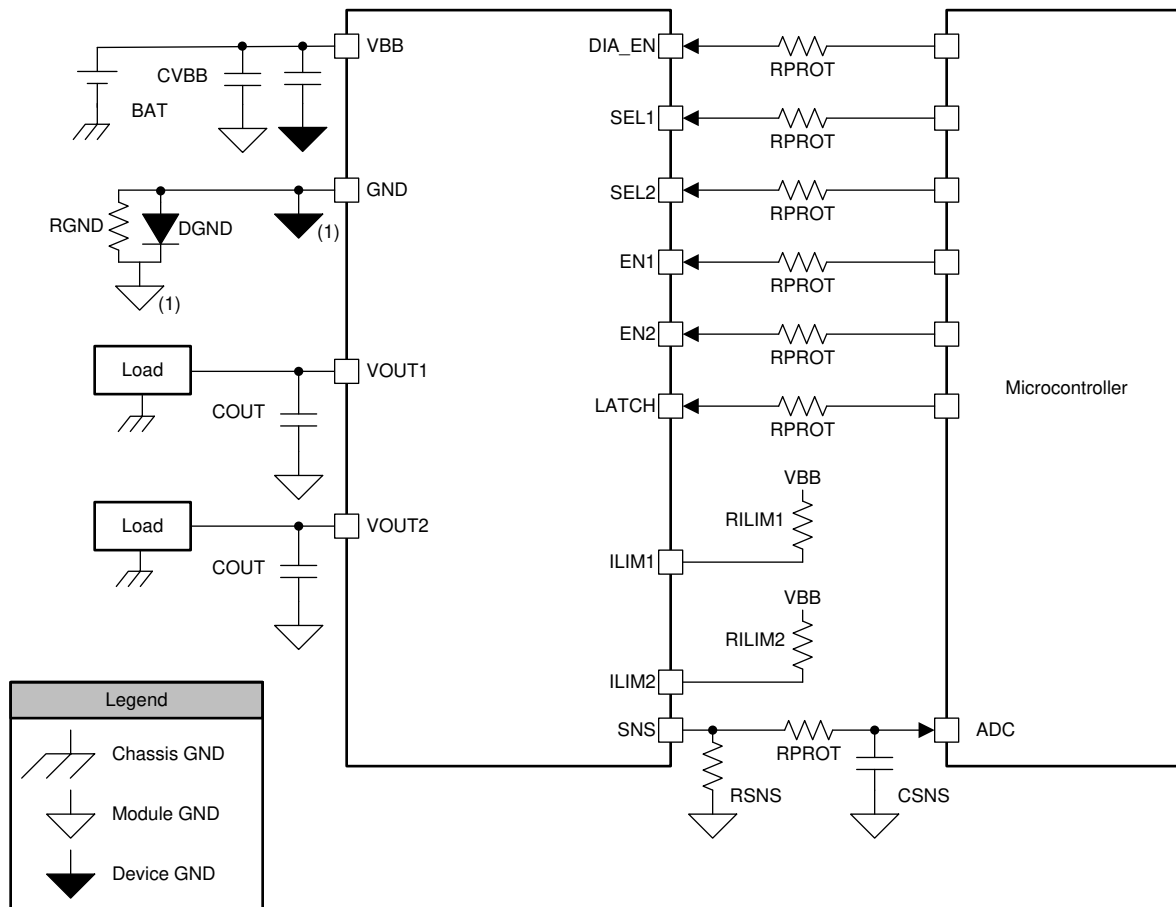 VBB
DIA_EN
RPROT
CVBB
BAT
SEL1
RPROT
GND
SEL2
RPROT
RGND
DGND
(1)
(1)
EN1
RPROT
EN2
RPROT
Load
VOUT1
COUT
LATCH
RPROT
Microcontroller
VBB
RILIM1
ILIM1
Load
VOUT2
COUT
VBB
RILIM2
ILIM2
SNS
RPROT
ADC
RSNS
CSNS
Legend
Chassis GND
Module GND
Device GND